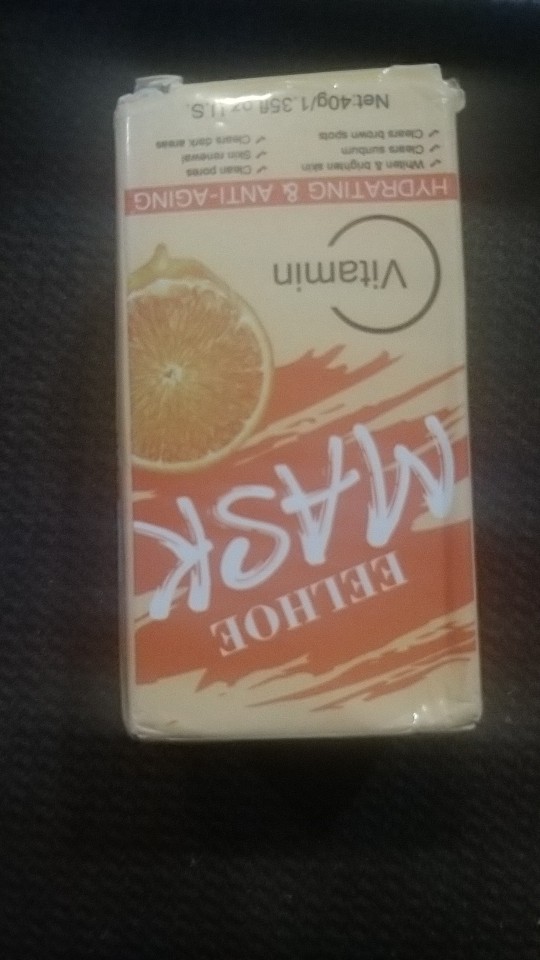 EELHOE
MASK
Vitamin C
HYDRATING & ANTI-AGING
✓ Whiten & brighten skin ✓ Clean pores
✓ Clears sunburn ✓ Skin renewal
✓ Clears brown spots ✓ Clears dark areas
Net:40g/1.35fl oz U.S.